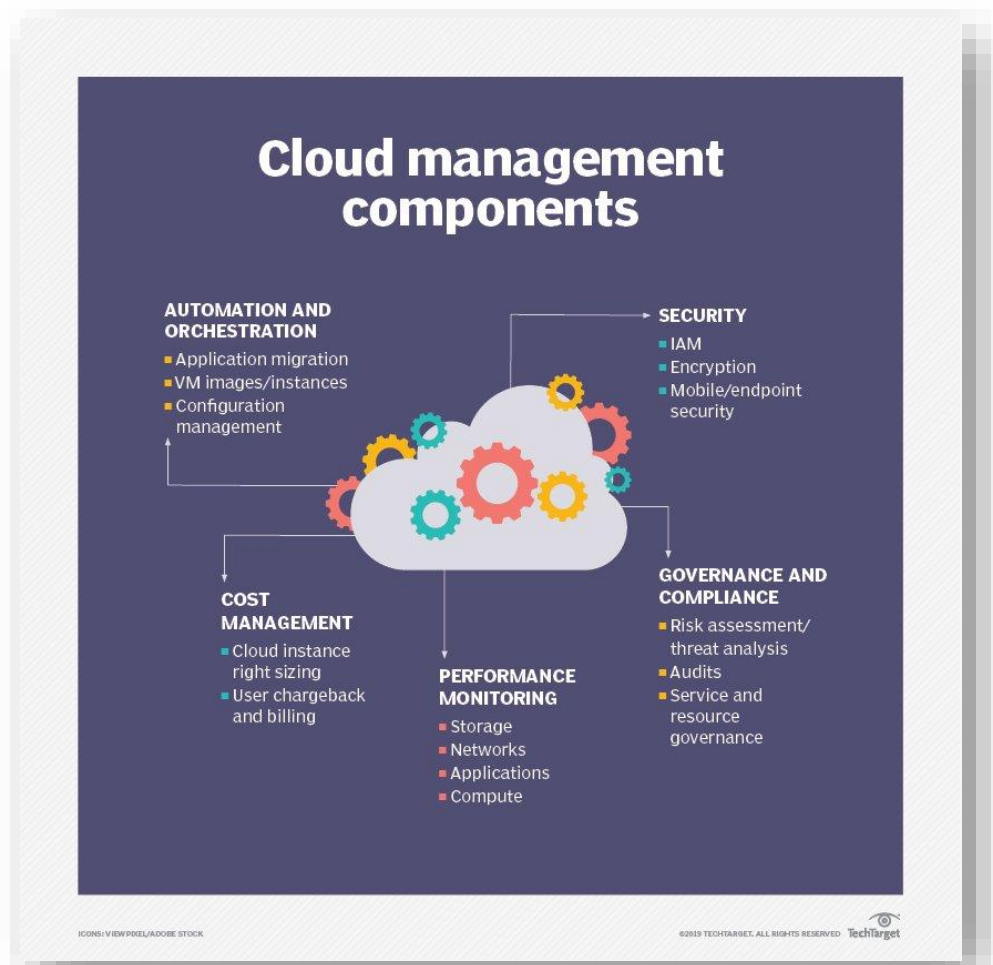 Cloud management
components
AUTOMATION AND
ORCHESTRATION
Application migration
VM images/instances
Configuration
management
SECURITY
IAM
Encryption
Mobile/endpoint
security
COST
MANAGEMENT
Cloud instance
right sizing
User chargeback
and billing
PERFORMANCE
MONITORING
Storage
Networks
Applications
Compute
GOVERNANCE AND
COMPLIANCE
Risk assessment/
threat analysis
Audits
Service and
resource
governance
ICONS: VIEWPIXEL/ADOBE STOCK
©2019 TECHTARGET. ALL RIGHTS RESERVED TechTarget